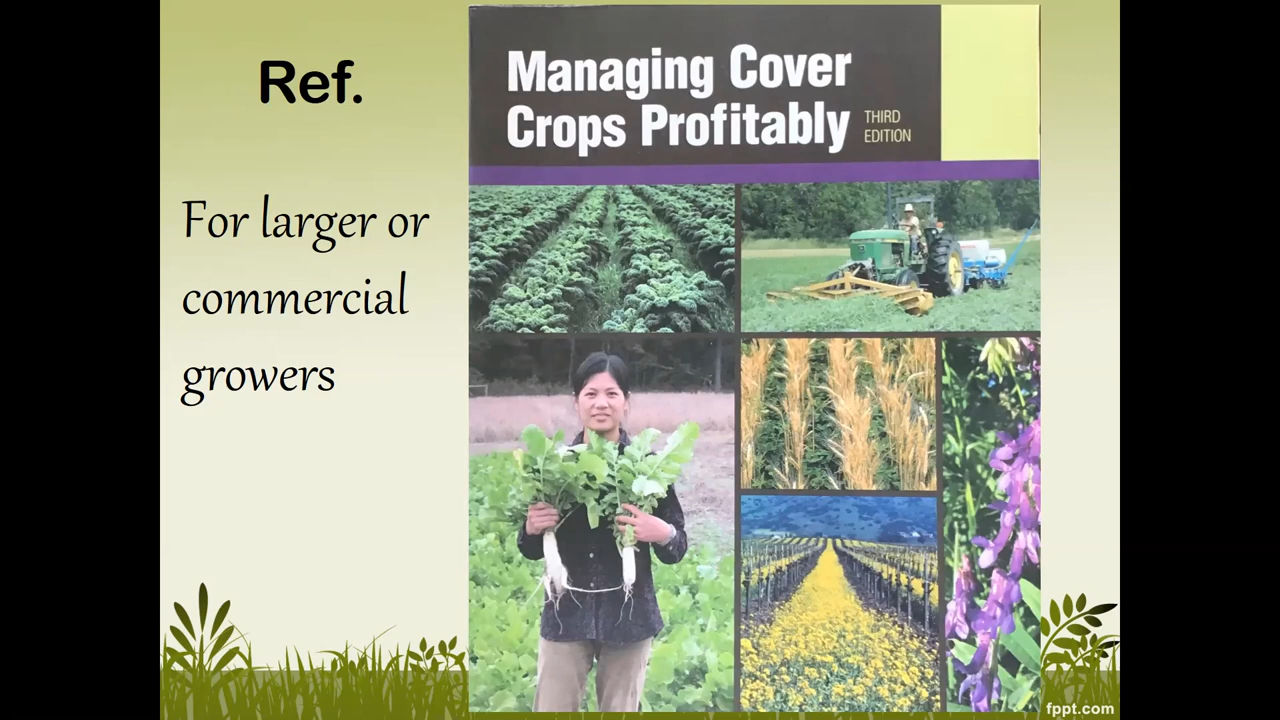 Ref.
For larger or
commercial
growers
Managing Cover
Crops Profitably
THIRD
EDITION
fppt.com